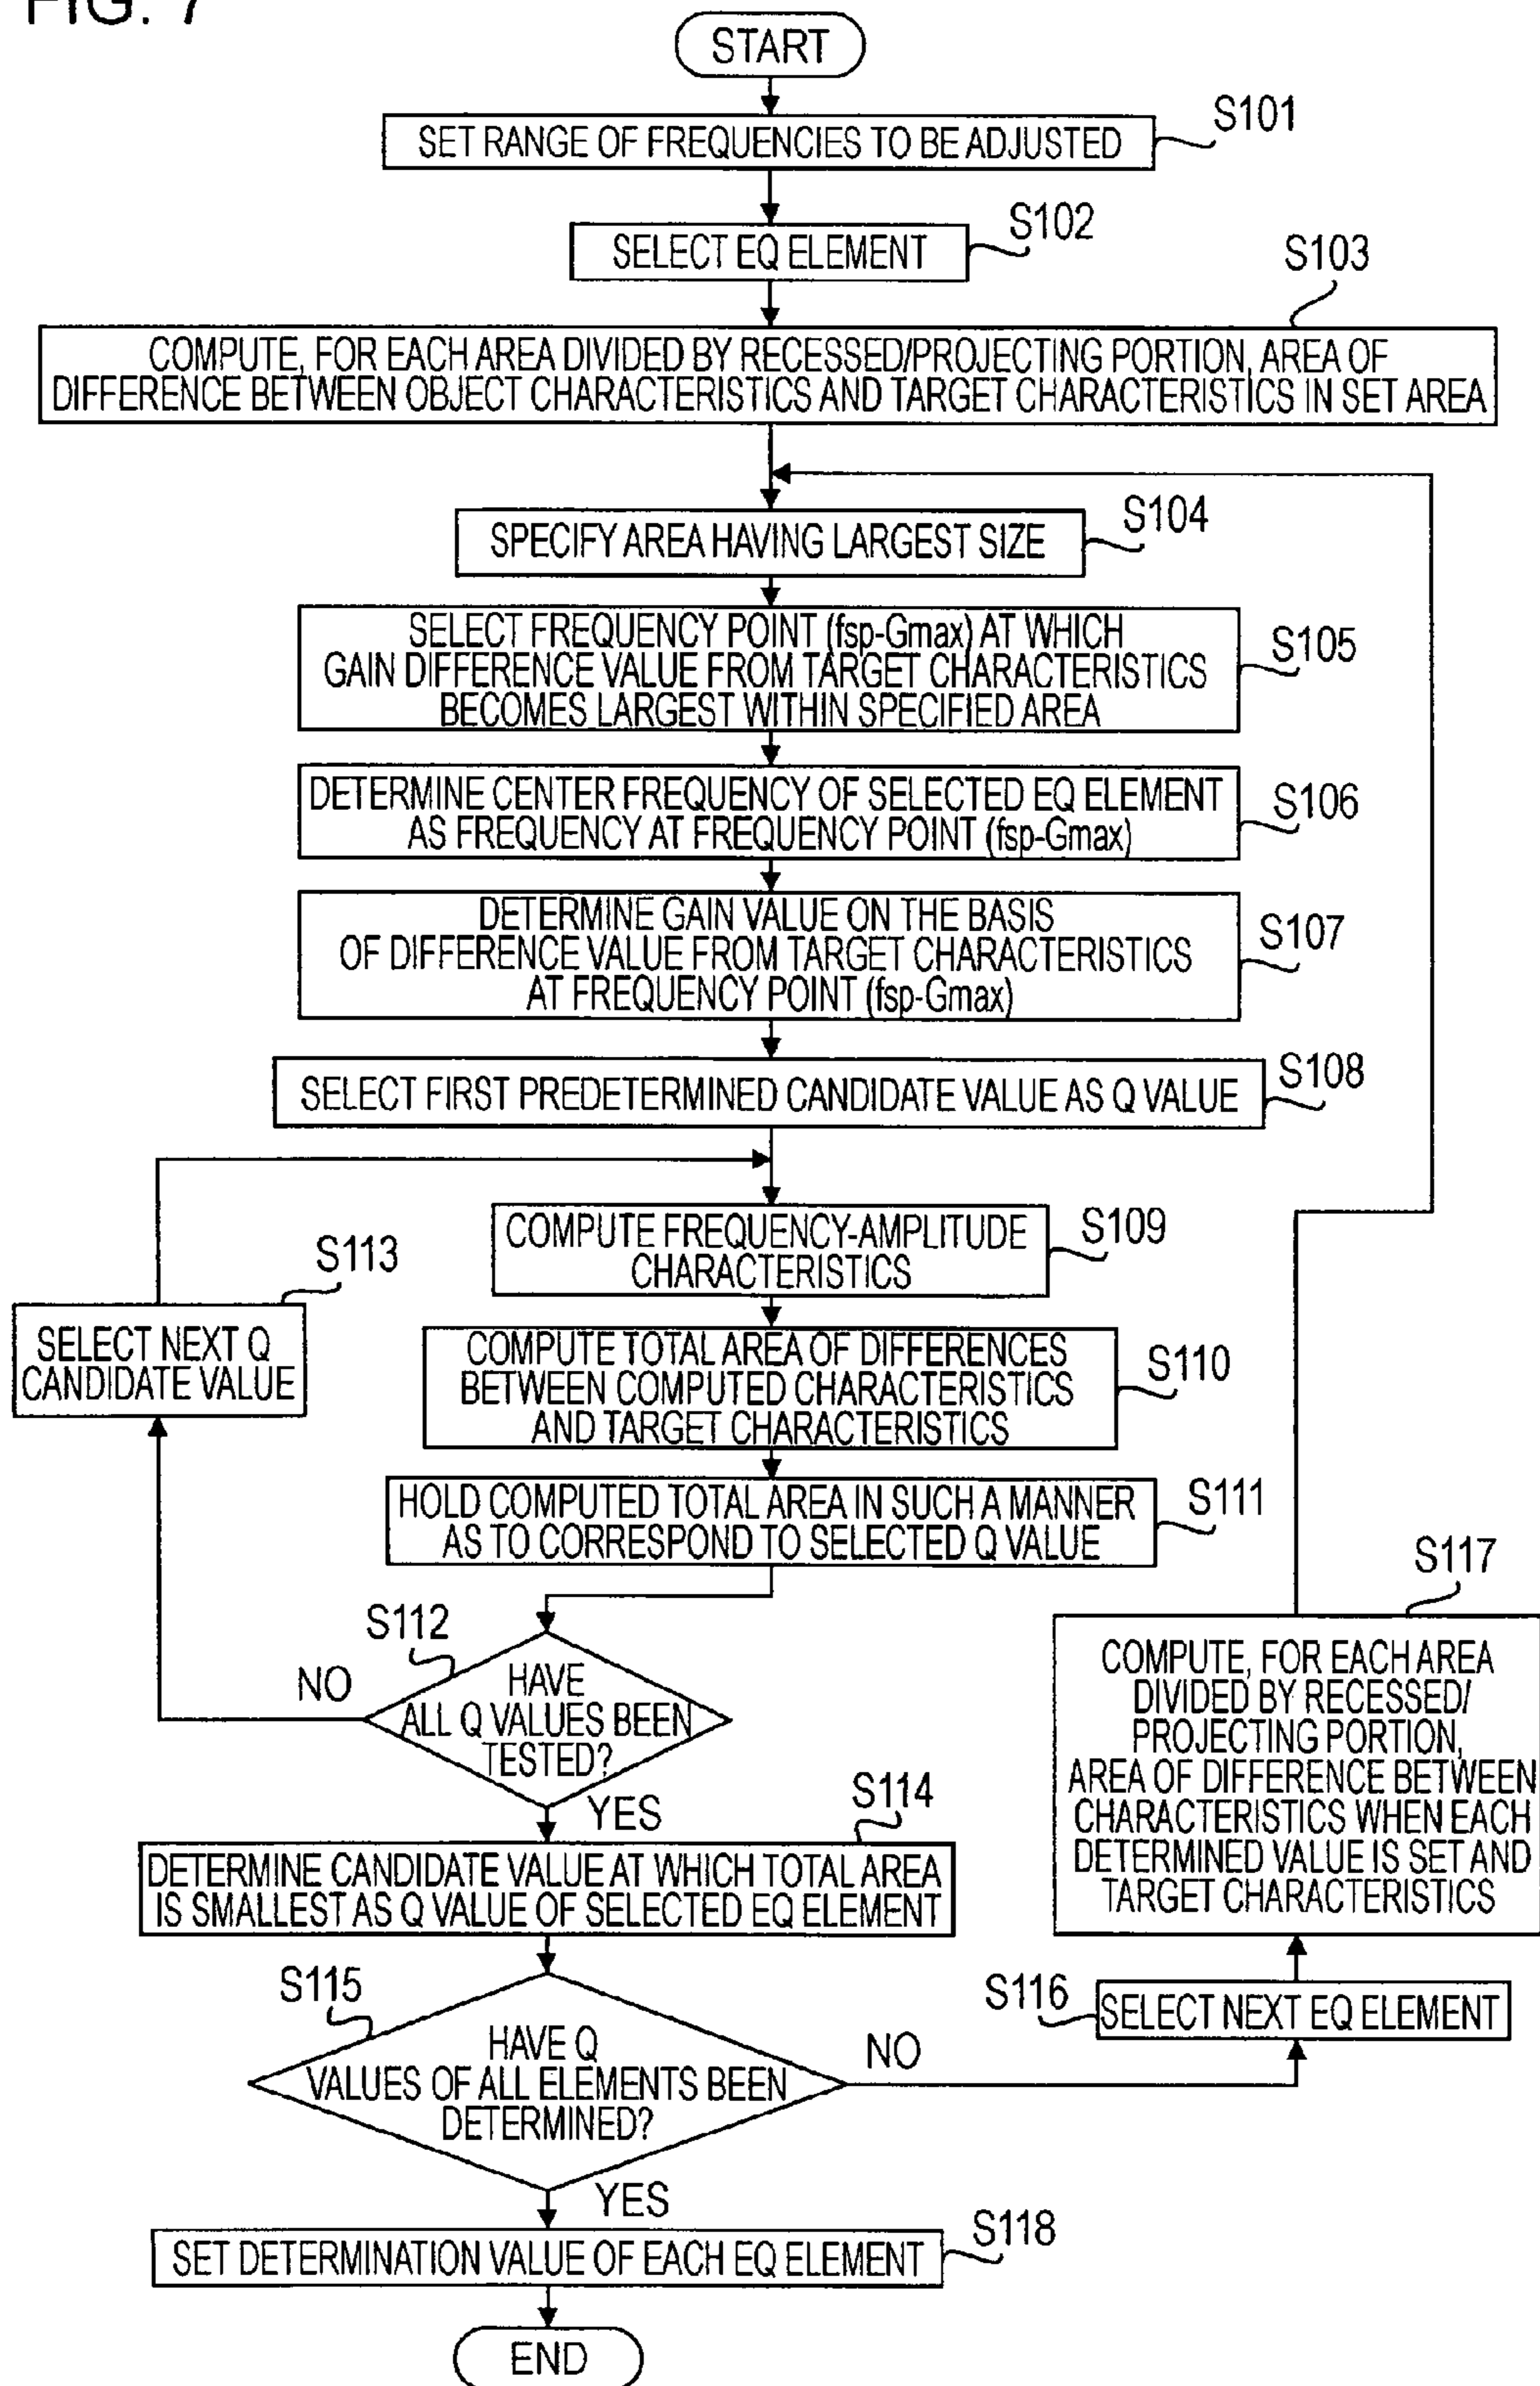 FIG. 7
START
S101
SET RANGE OF FREQUENCIES TO BE ADJUSTED
S102
SELECT EQ ELEMENT
S103
COMPUTE, FOR EACH AREA DIVIDED BY RECESSED/PROJECTING PORTION, AREA OF
DIFFERENCE BETWEEN OBJECT CHARACTERISTICS AND TARGET CHARACTERISTICS IN SET AREA
S104
SPECIFY AREA HAVING LARGEST SIZE
S105
SELECT FREQUENCY POINT (fsp-Gmax) AT WHICH
GAIN DIFFERENCE VALUE FROM TARGET CHARACTERISTICS
BECOMES LARGEST WITHIN SPECIFIED AREA
S106
DETERMINE CENTER FREQUENCY OF SELECTED EQ ELEMENT
AS FREQUENCY AT FREQUENCY POINT (fsp-Gmax)
S107
DETERMINE GAIN VALUE ON THE BASIS
OF DIFFERENCE VALUE FROM TARGET CHARACTERISTICS
AT FREQUENCY POINT (fsp-Gmax)
S108
SELECT FIRST PREDETERMINED CANDIDATE VALUE AS Q VALUE
S109
COMPUTE FREQUENCY-AMPLITUDE
CHARACTERISTICS
S113
SELECT NEXT Q
CANDIDATE VALUE
S110
COMPUTE TOTAL AREA OF DIFFERENCES
BETWEEN COMPUTED CHARACTERISTICS
AND TARGET CHARACTERISTICS
S111
HOLD COMPUTED TOTAL AREA IN SUCH A MANNER
AS TO CORRESPOND TO SELECTED Q VALUE
S112
HAVE
ALL Q VALUES BEEN
TESTED?
NO
YES
S114
DETERMINE CANDIDATE VALUE AT WHICH TOTAL AREA
IS SMALLEST AS Q VALUE OF SELECTED EQ ELEMENT
S115
HAVE Q
VALUES OF ALL ELEMENTS BEEN
DETERMINED?
NO
YES
S116
SELECT NEXT EQ ELEMENT
S117
COMPUTE, FOR EACH AREA
DIVIDED BY RECESSED/
PROJECTING PORTION,
AREA OF DIFFERENCE BETWEEN
CHARACTERISTICS WHEN EACH
DETERMINED VALUE IS SET AND
TARGET CHARACTERISTICS
S118
SET DETERMINATION VALUE OF EACH EQ ELEMENT
END